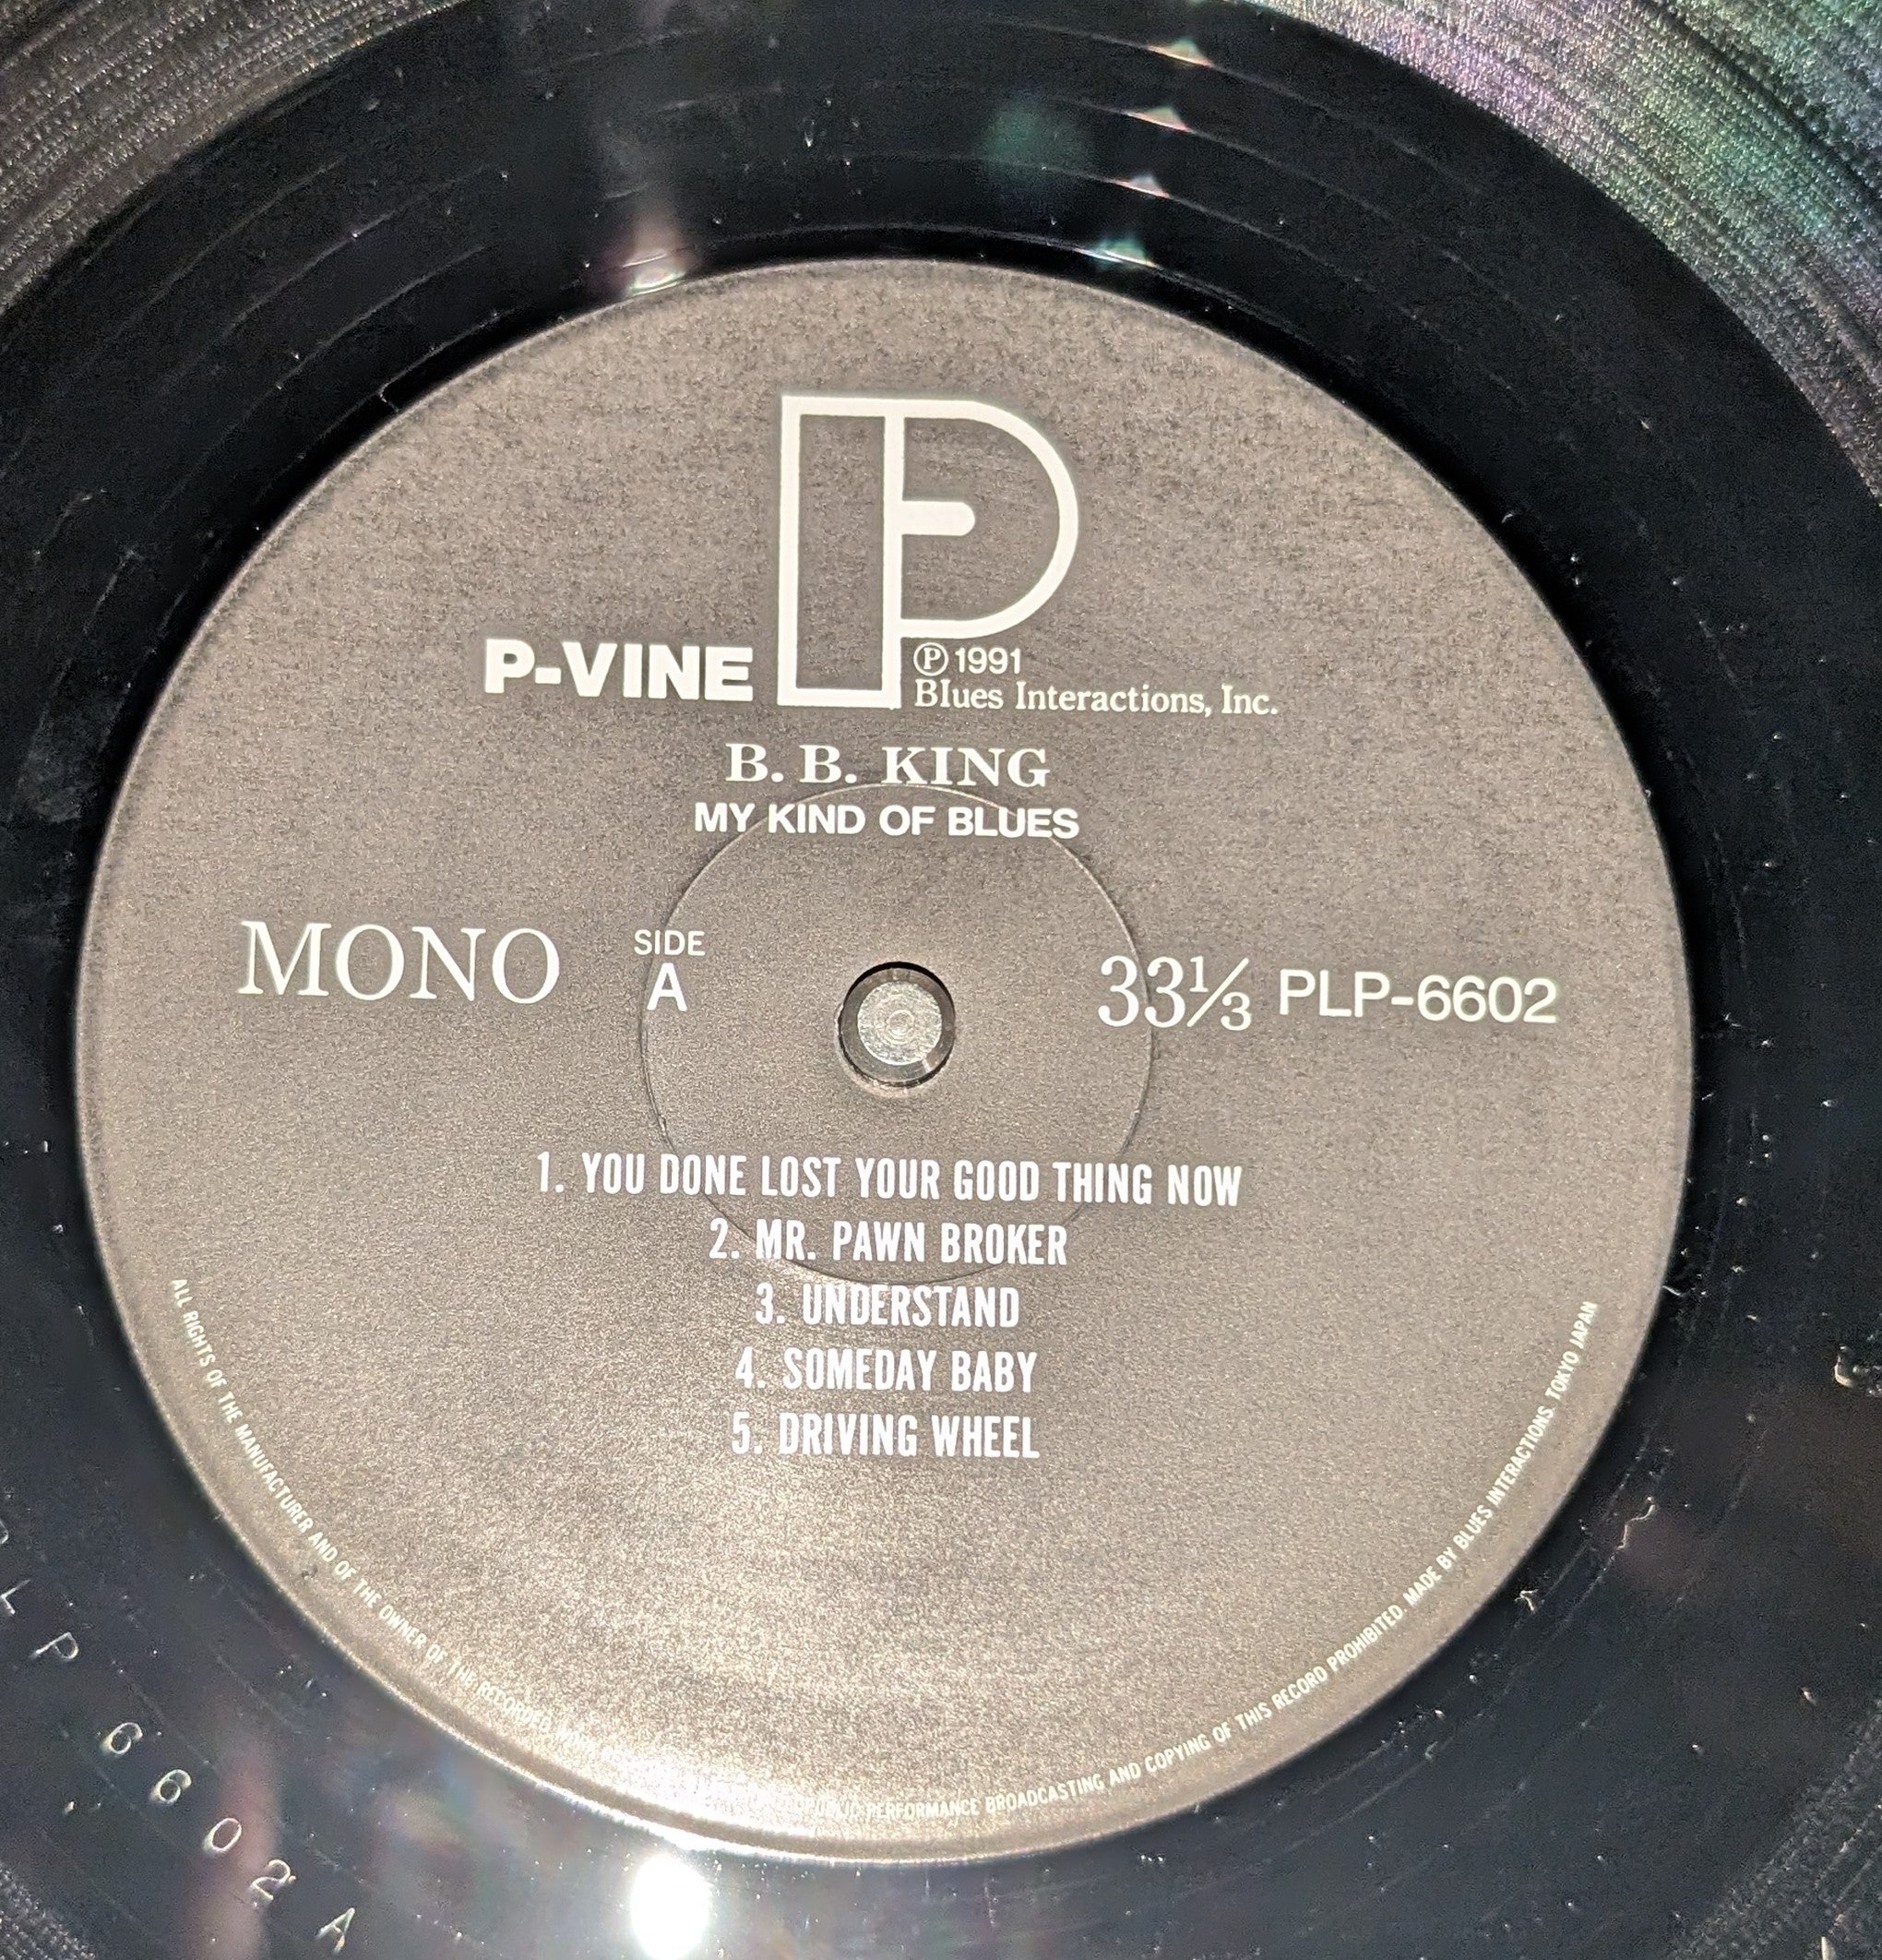 P-VINE
Ⓟ 1991
Blues Interactions, Inc.
B. B. KING
MY KIND OF BLUES
MONO
SIDE
A
33⅓ PLP-6602
1. YOU DONE LOST YOUR GOOD THING NOW
2. MR. PAWN BROKER
3. UNDERSTAND
4. SOMEDAY BABY
5. DRIVING WHEEL
ALL RIGHTS OF THE MANUFACTURER AND OF THE OWNER OF THE RECORDED PERFORMANCE BROADCASTING AND COPYING OF THIS RECORD PROHIBITED. MADE BY BLUES INTERACTIONS. TOKYO JAPAN
L P 6602 A